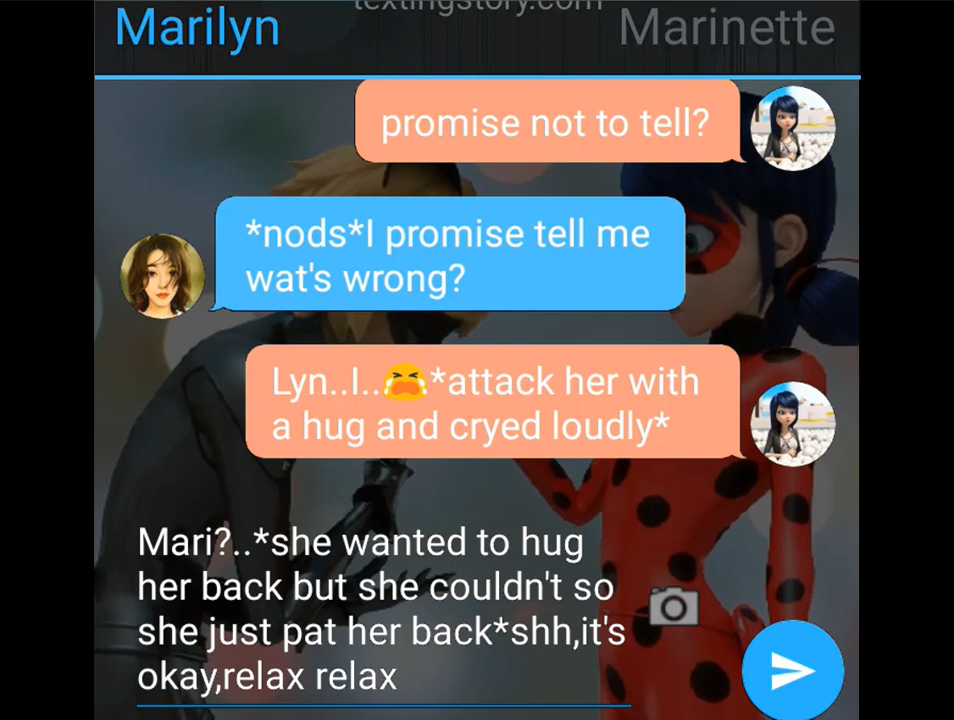 textingstory.com
Marilyn
Marinette
promise not to tell?
*nods*I promise tell me
wat's wrong?
Lyn..I..😭*attack her with
a hug and cryed loudly*
Mari?..*she wanted to hug
her back but she couldn't so
she just pat her back*shh,it's
okay,relax relax